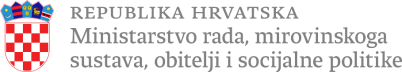 REPUBLIKA HRVATSKA
Ministarstvo rada, mirovinskoga
sustava, obitelji i socijalne politike